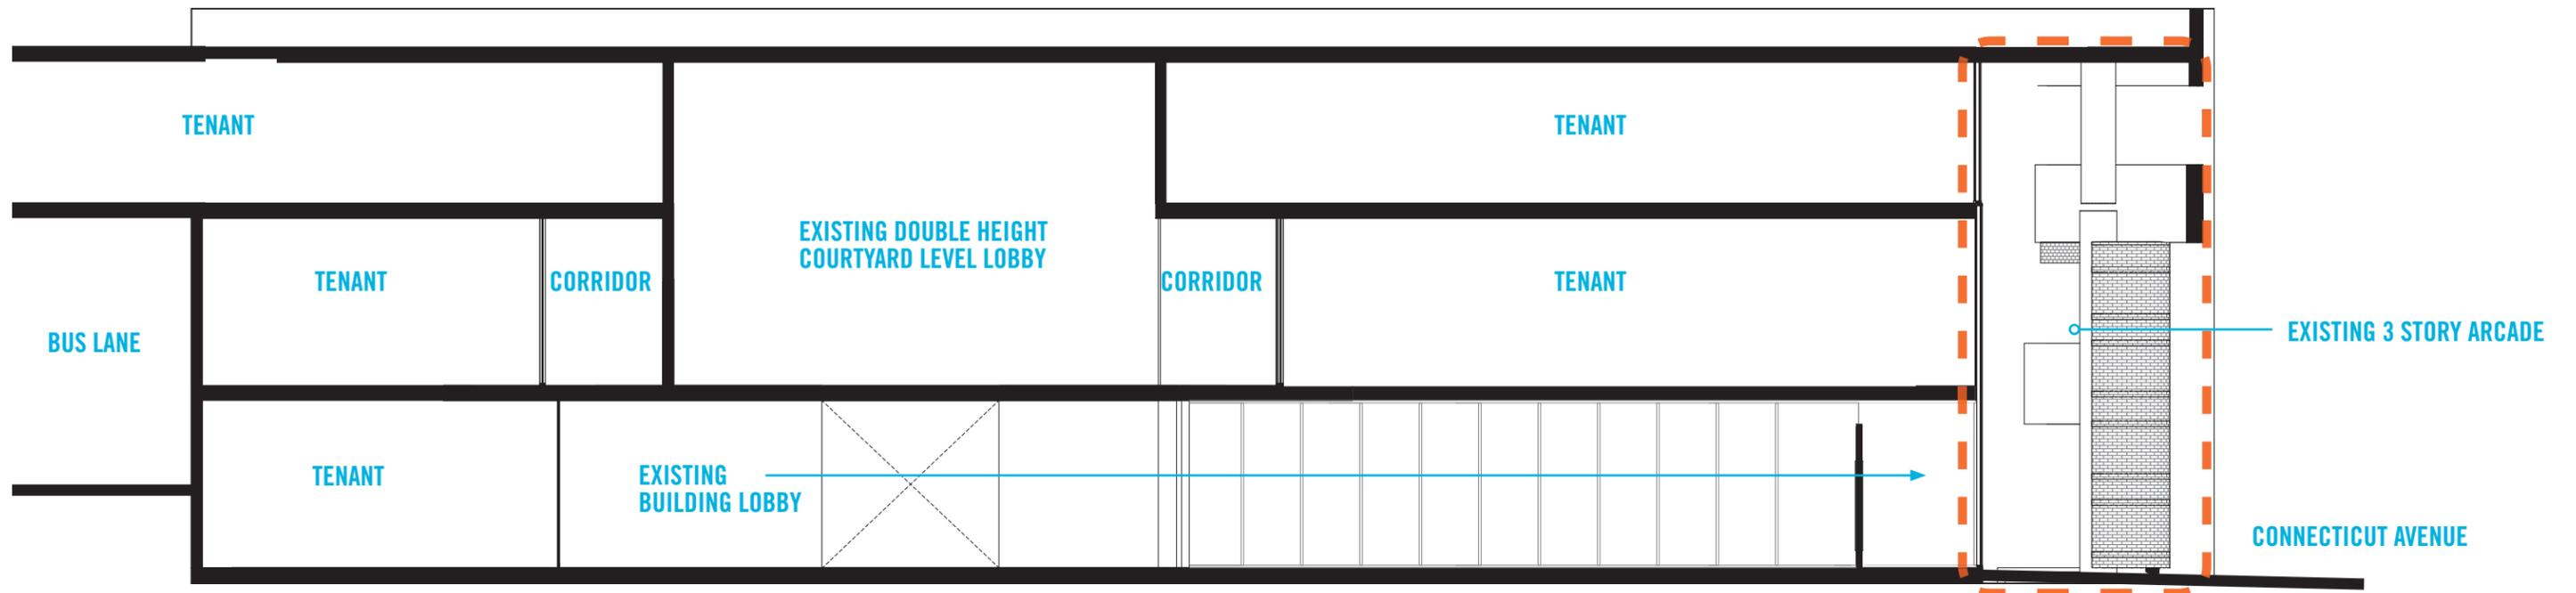 TENANT
TENANT
EXISTING DOUBLE HEIGHT
COURTYARD LEVEL LOBBY
TENANT
CORRIDOR
CORRIDOR
TENANT
BUS LANE
EXISTING 3 STORY ARCADE
TENANT
EXISTING
BUILDING LOBBY
CONNECTICUT AVENUE